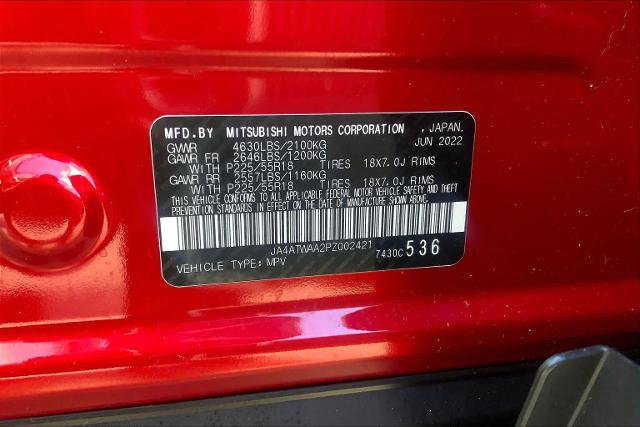 MFD.BY MITSUBISHI MOTORS CORPORATION , JAPAN.
GVWR 4630LBS/2100KG JUN 2022
GAWR FR 2646LBS/1200KG
WITH P225/55R18 TIRES 18X7.0J RIMS
GAWR RR 2557LBS/1160KG
WITH P225/55R18 TIRES 18X7.0J RIMS
THIS VEHICLE CONFORMS TO ALL APPLICABLE FEDERAL MOTOR VEHICLE SAFETY AND THEFT
PREVENTION STANDARDS IN EFFECT ON THE DATE OF MANUFACTURE SHOWN ABOVE.
JA4ATWAA2PZ002421
VEHICLE TYPE: MPV 7430C 536